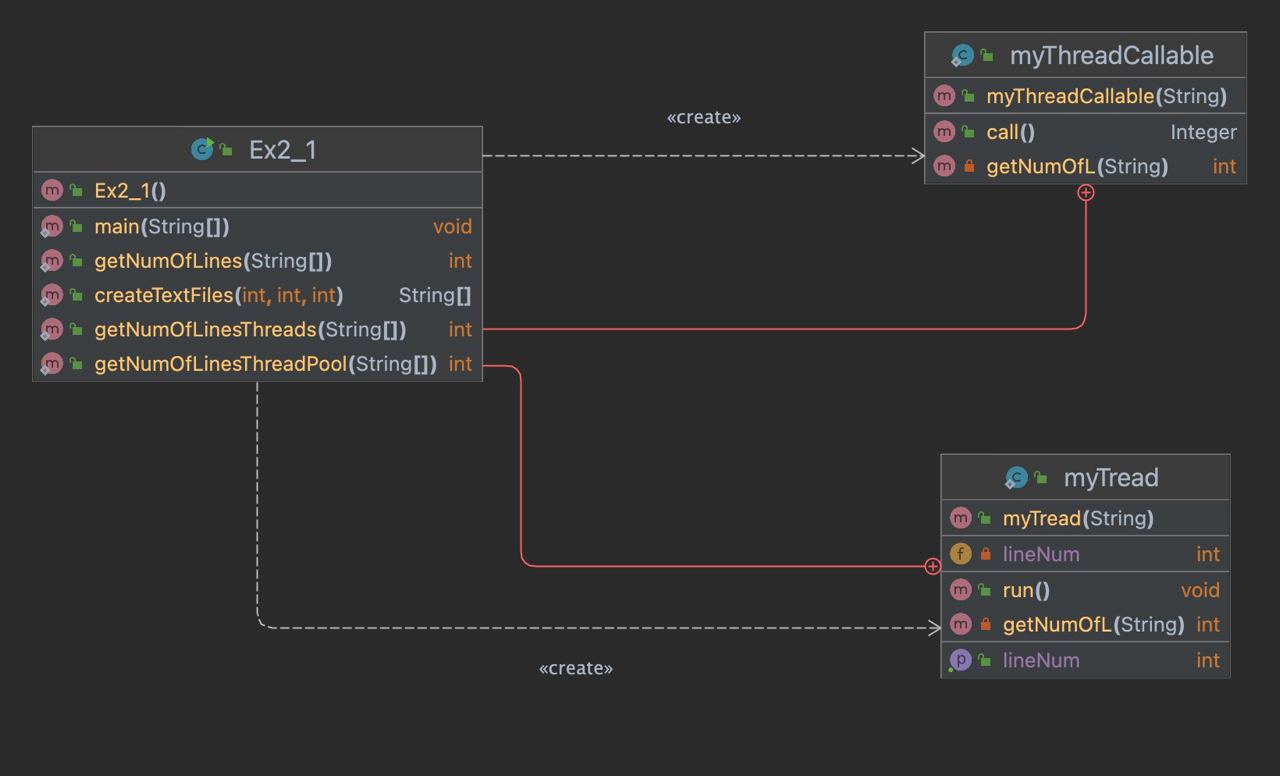 Ex2_1
Ex2_1()
main(String[]) void
getNumOfLines(String[]) int
createTextFiles(int, int, int) String[]
getNumOfLinesThreads(String[]) int
getNumOfLinesThreadPool(String[]) int
«create»
myThreadCallable
myThreadCallable(String)
call() Integer
getNumOfL(String) int
myTread
myTread(String)
lineNum int
run() void
getNumOfL(String) int
lineNum int
«create»